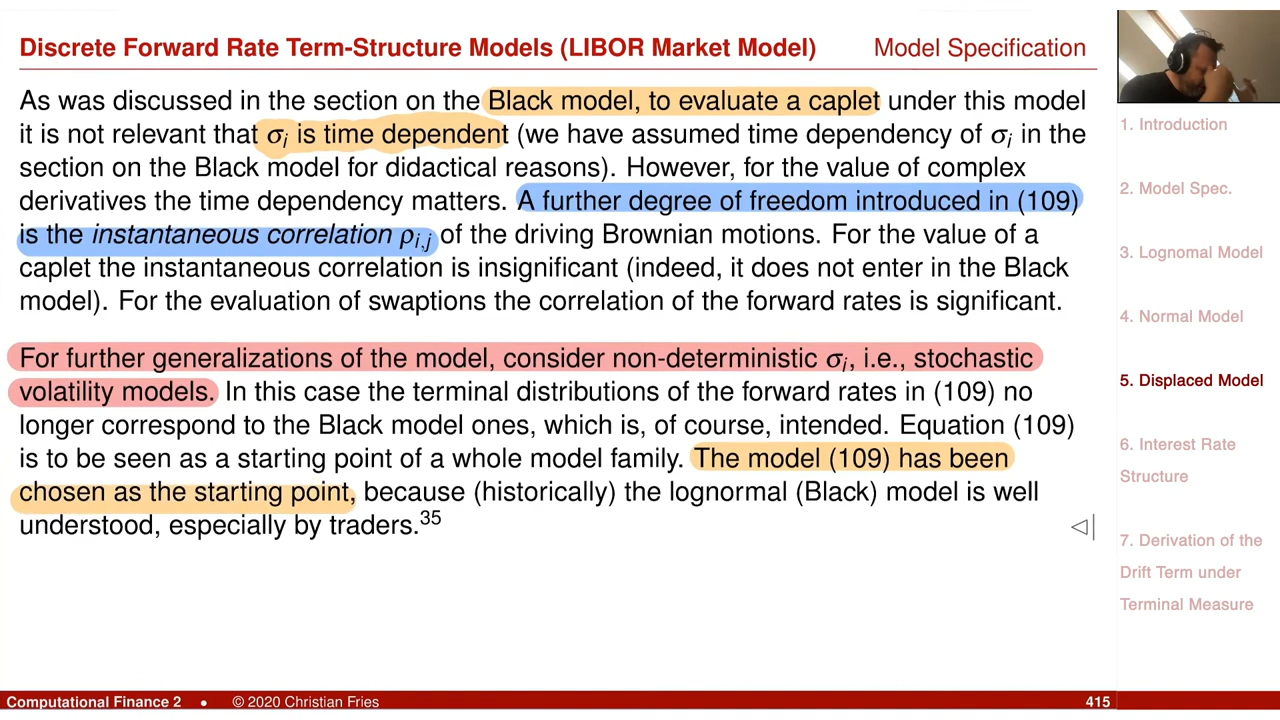 Discrete Forward Rate Term-Structure Models (LIBOR Market Model) Model Specification
As was discussed in the section on the Black model, to evaluate a caplet under this model
it is not relevant that σi is time dependent (we have assumed time dependency of σi in the
section on the Black model for didactical reasons). However, for the value of complex
derivatives the time dependency matters. A further degree of freedom introduced in (109)
is the instantaneous correlation ρi,j of the driving Brownian motions. For the value of a
caplet the instantaneous correlation is insignificant (indeed, it does not enter in the Black
model). For the evaluation of swaptions the correlation of the forward rates is significant.
For further generalizations of the model, consider non-deterministic σi, i.e., stochastic
volatility models. In this case the terminal distributions of the forward rates in (109) no
longer correspond to the Black model ones, which is, of course, intended. Equation (109)
is to be seen as a starting point of a whole model family. The model (109) has been
chosen as the starting point, because (historically) the lognormal (Black) model is well
understood, especially by traders.35
1. Introduction
2. Model Spec.
3. Lognomal Model
4. Normal Model
5. Displaced Model
6. Interest Rate
Structure
7. Derivation of the
Drift Term under
Terminal Measure
Computational Finance 2 • © 2020 Christian Fries 415